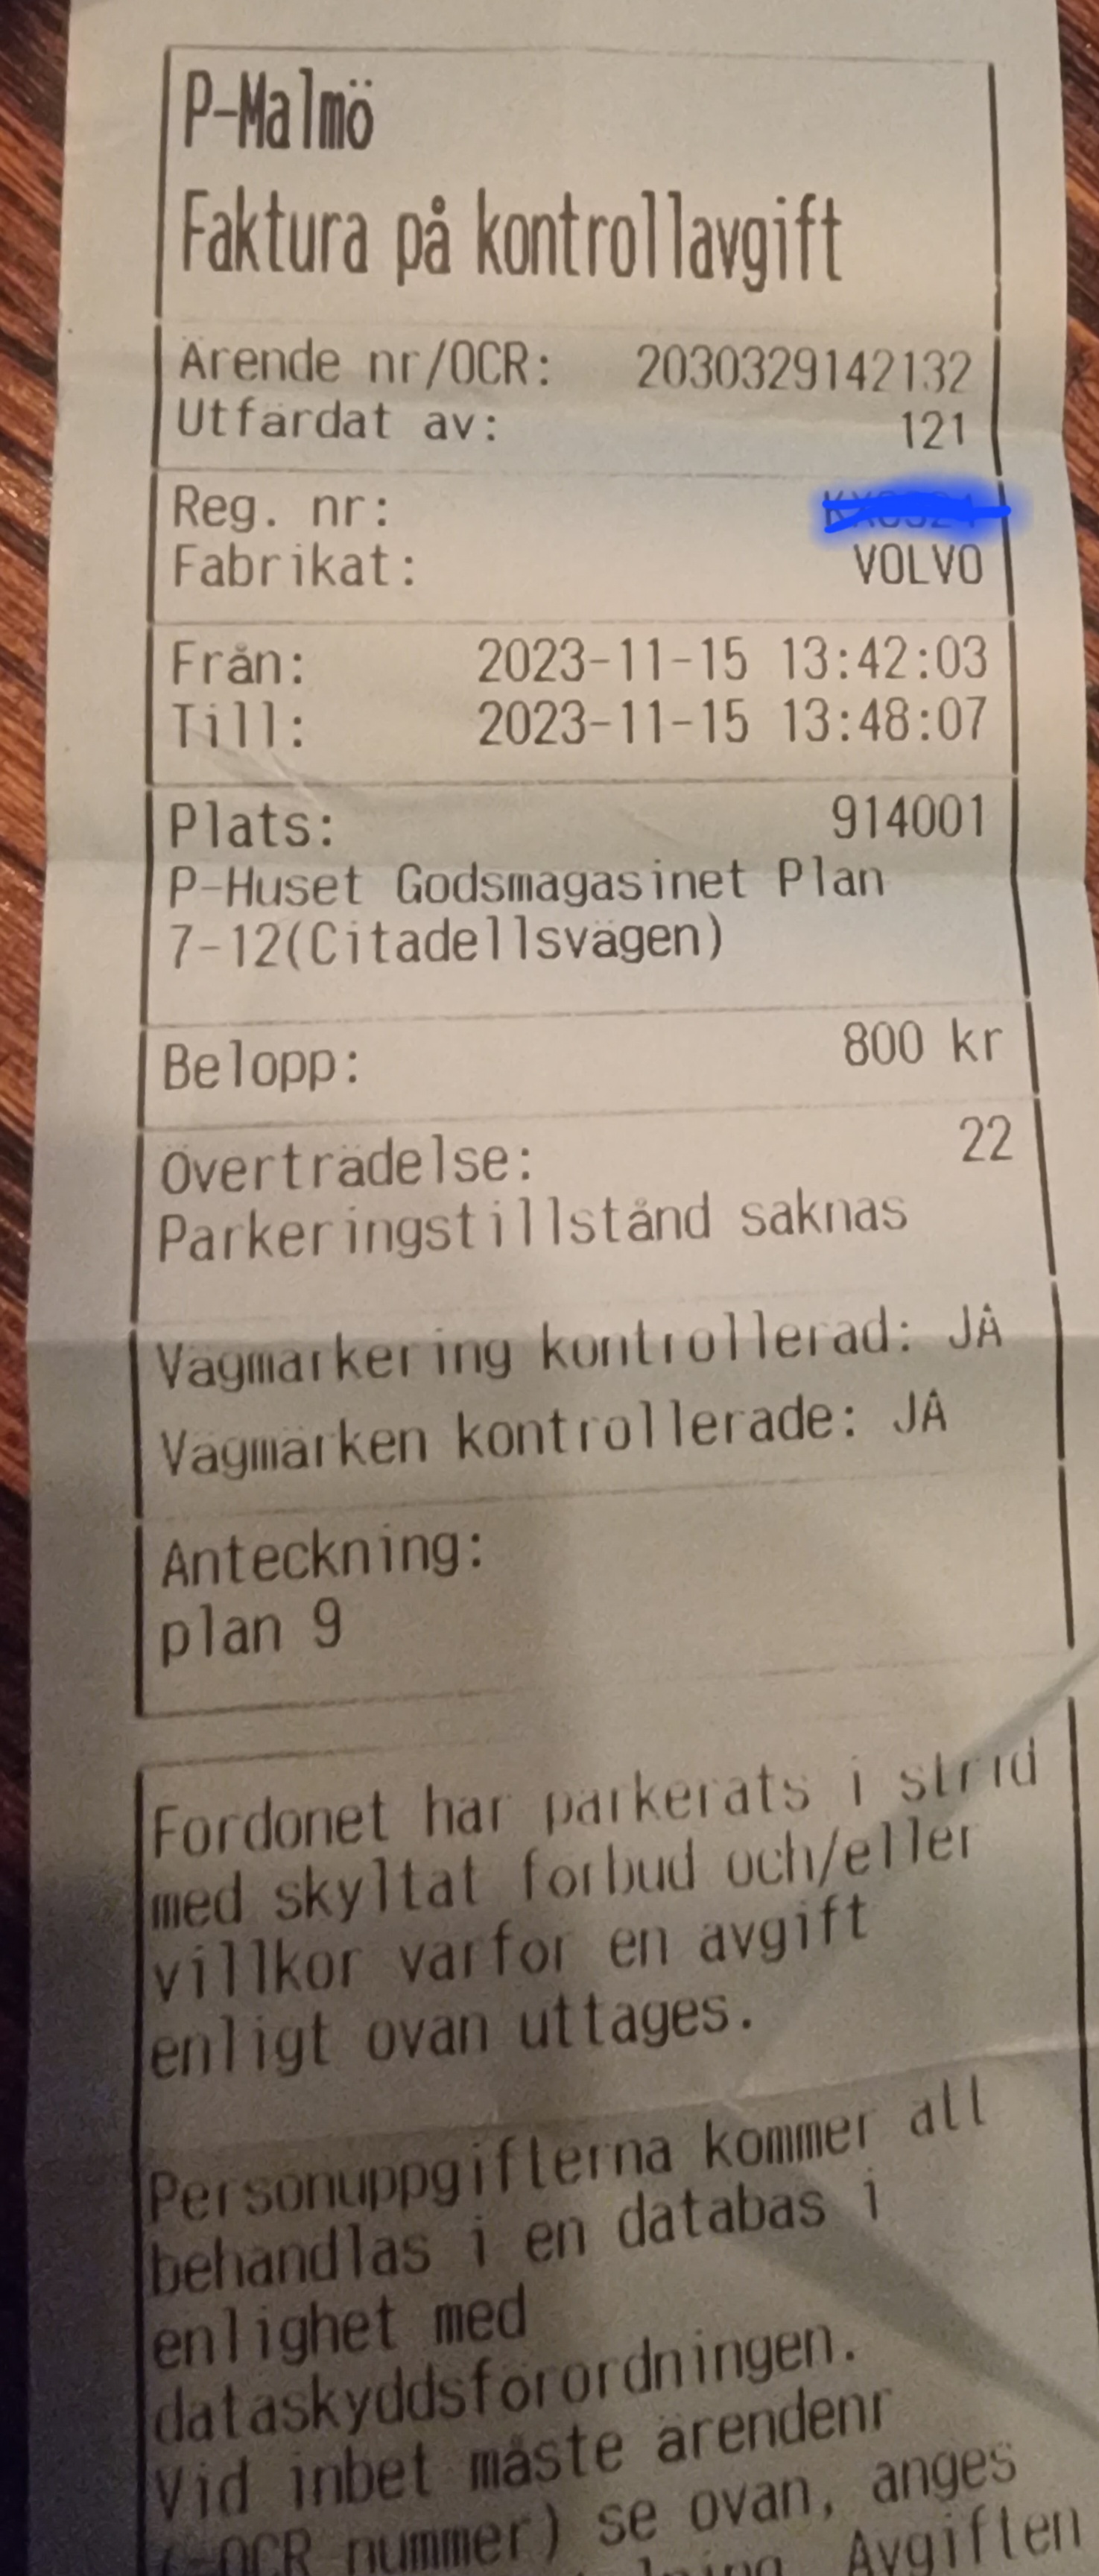 P-Malmö
Faktura på kontrollavgift
Ärende nr/OCR: 2030329142132
Utfärdat av: 121
Reg. nr:
Fabrikat: VOLVO
Från: 2023-11-15 13:42:03
Till: 2023-11-15 13:48:07
Plats: 914001
P-Huset Godsmagasinet Plan
7-12(Citadellsvägen)
Belopp: 800 kr
Överträdelse: 22
Parkeringstillstånd saknas
Vägmarkering kontrollerad: JA
Vägmärken kontrollerade: JA
Anteckning:
plan 9
Fordonet har parkerats i strid
med skyltat förbud och/eller
villkor varför en avgift
enligt ovan uttages.
Personuppgifterna kommer att
behandlas i en databas i
enlighet med
dataskyddsförordningen.
Vid inbet måste ärendenr
OCR nummer) se ovan, anges
Avgiften